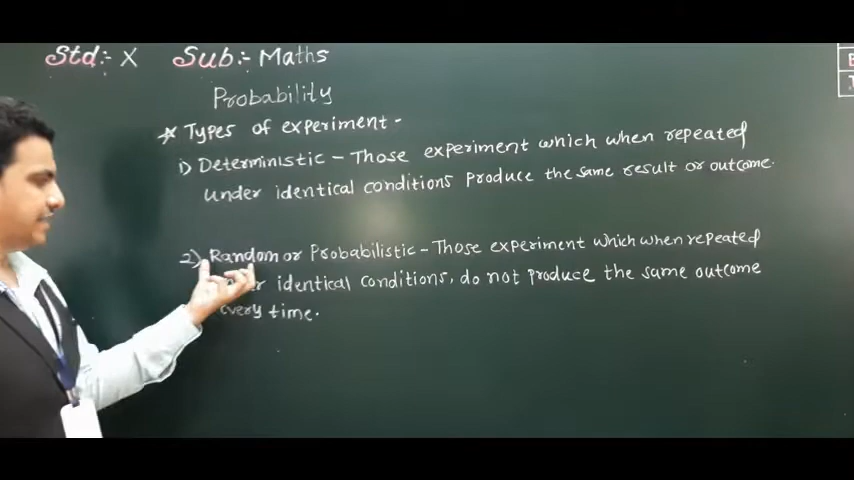 Std:- X Sub:- Maths
Probability
* Types of experiment -
1) Deterministic - Those experiment which when repeated
under identical conditions produce the same result or outcome.
2) Random or Probabilistic - Those experiment which when repeated
identical conditions, do not produce the same outcome
every time.